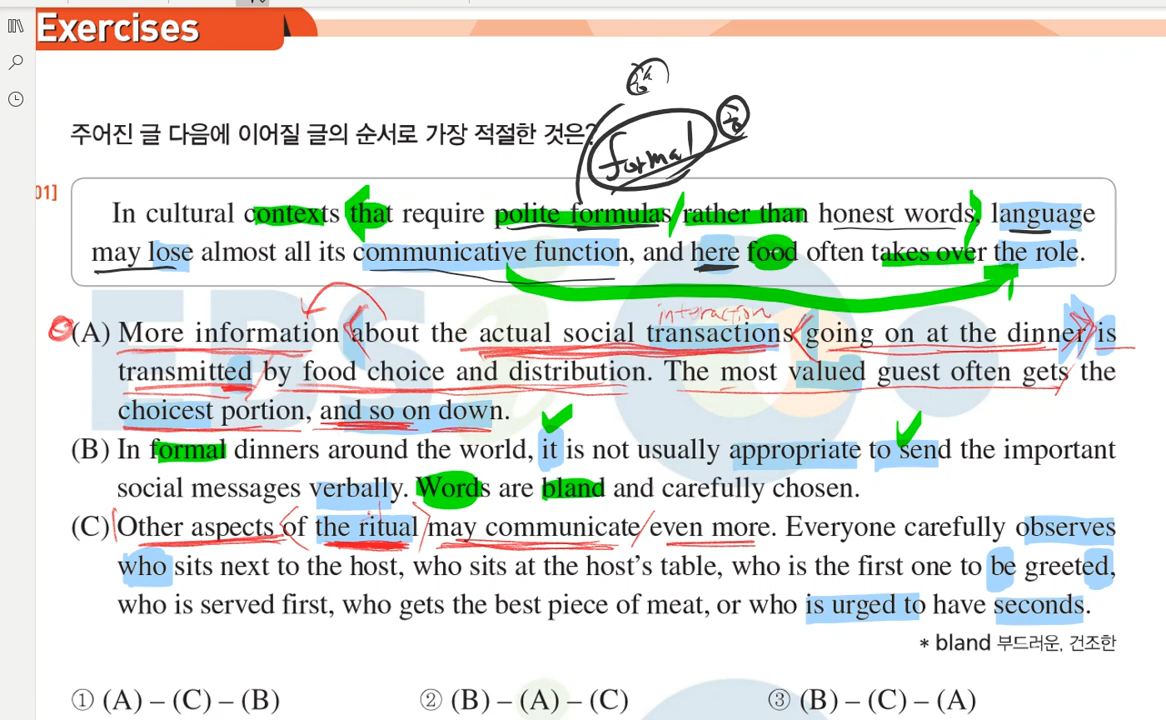 Exercises
주어진 글 다음에 이어질 글의 순서로 가장 적절한 것은?
formal
01]
In cultural contexts that require polite formulas rather than honest words, language
may lose almost all its communicative function, and here food often takes over the role.
interaction
(A) More information about the actual social transactions going on at the dinner is
transmitted by food choice and distribution. The most valued guest often gets the
choicest portion, and so on down.
(B) In formal dinners around the world, it is not usually appropriate to send the important
social messages verbally. Words are bland and carefully chosen.
(C) Other aspects of the ritual may communicate even more. Everyone carefully observes
who sits next to the host, who sits at the host's table, who is the first one to be greeted,
who is served first, who gets the best piece of meat, or who is urged to have seconds.
* bland 부드러운, 건조한
① (A) – (C) – (B)
② (B) – (A) – (C)
③ (B) – (C) – (A)